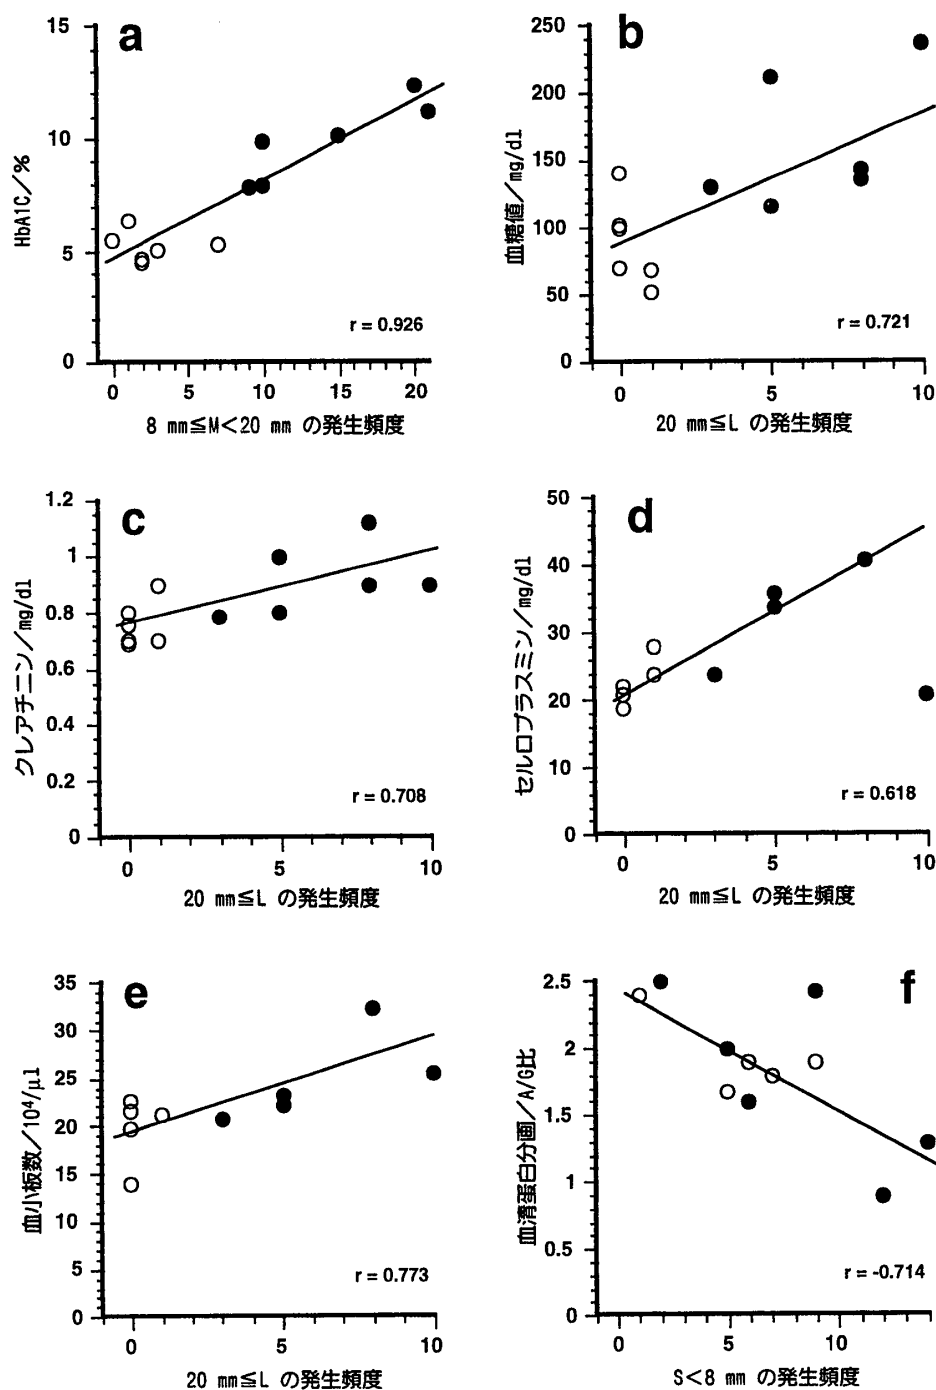 a
15
10
5
0
HbA1C／%
r = 0.926
0 5 10 15 20
8 mm≦M＜20 mm の発生頻度
b
250
200
150
100
50
0
血糖値／mg/dl
r = 0.721
0 5 10
20 mm≦L の発生頻度
c
1.2
1
0.8
0.6
0.4
0.2
0
クレアチニン／mg/dl
r = 0.708
0 5 10
20 mm≦L の発生頻度
d
50
40
30
20
10
0
セルロプラスミン／mg/dl
r = 0.618
0 5 10
20 mm≦L の発生頻度
e
35
30
25
20
15
10
5
0
血小板数／10⁴/μl
r = 0.773
0 5 10
20 mm≦L の発生頻度
f
2.5
2
1.5
1
0.5
0
血清蛋白分画／A/G比
r = -0.714
0 5 10
S＜8 mm の発生頻度